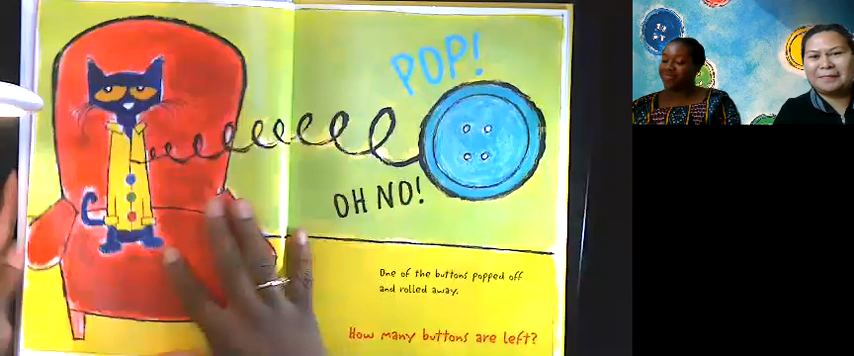 POP!
OH NO!
One of the buttons popped off
and rolled away.
How many buttons are left?